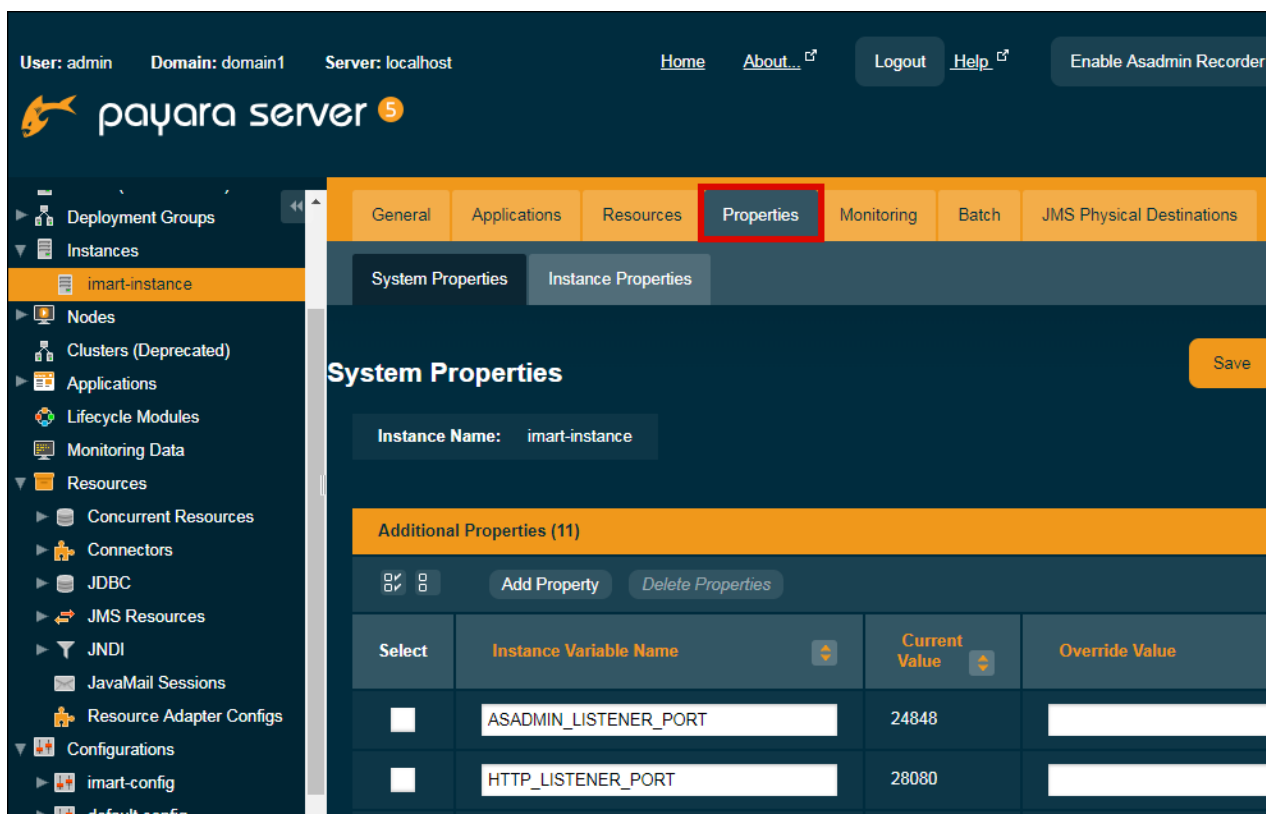 User: admin Domain: domain1 Server: localhost Home About... Logout Help Enable Asadmin Recorder
payara server 5
Deployment Groups
Instances
imart-instance
Nodes
Clusters (Deprecated)
Applications
Lifecycle Modules
Monitoring Data
Resources
Concurrent Resources
Connectors
JDBC
JMS Resources
JNDI
JavaMail Sessions
Resource Adapter Configs
Configurations
imart-config
default-config
General Applications Resources Properties Monitoring Batch JMS Physical Destinations
System Properties Instance Properties
System Properties
Save
Instance Name: imart-instance
Additional Properties (11)
Add Property Delete Properties
Select Instance Variable Name Current Value Override Value
ASADMIN_LISTENER_PORT 24848
HTTP_LISTENER_PORT 28080